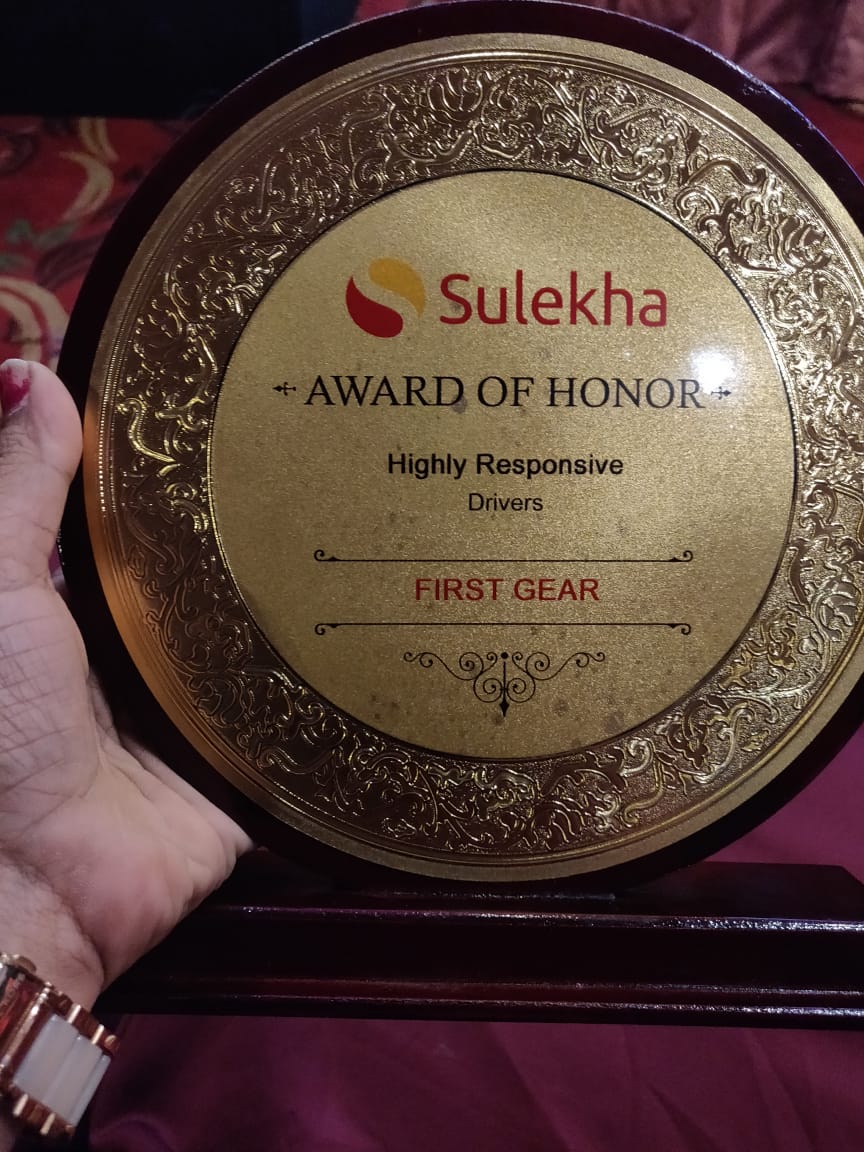 Sulekha
AWARD OF HONOR
Highly Responsive
Drivers
FIRST GEAR